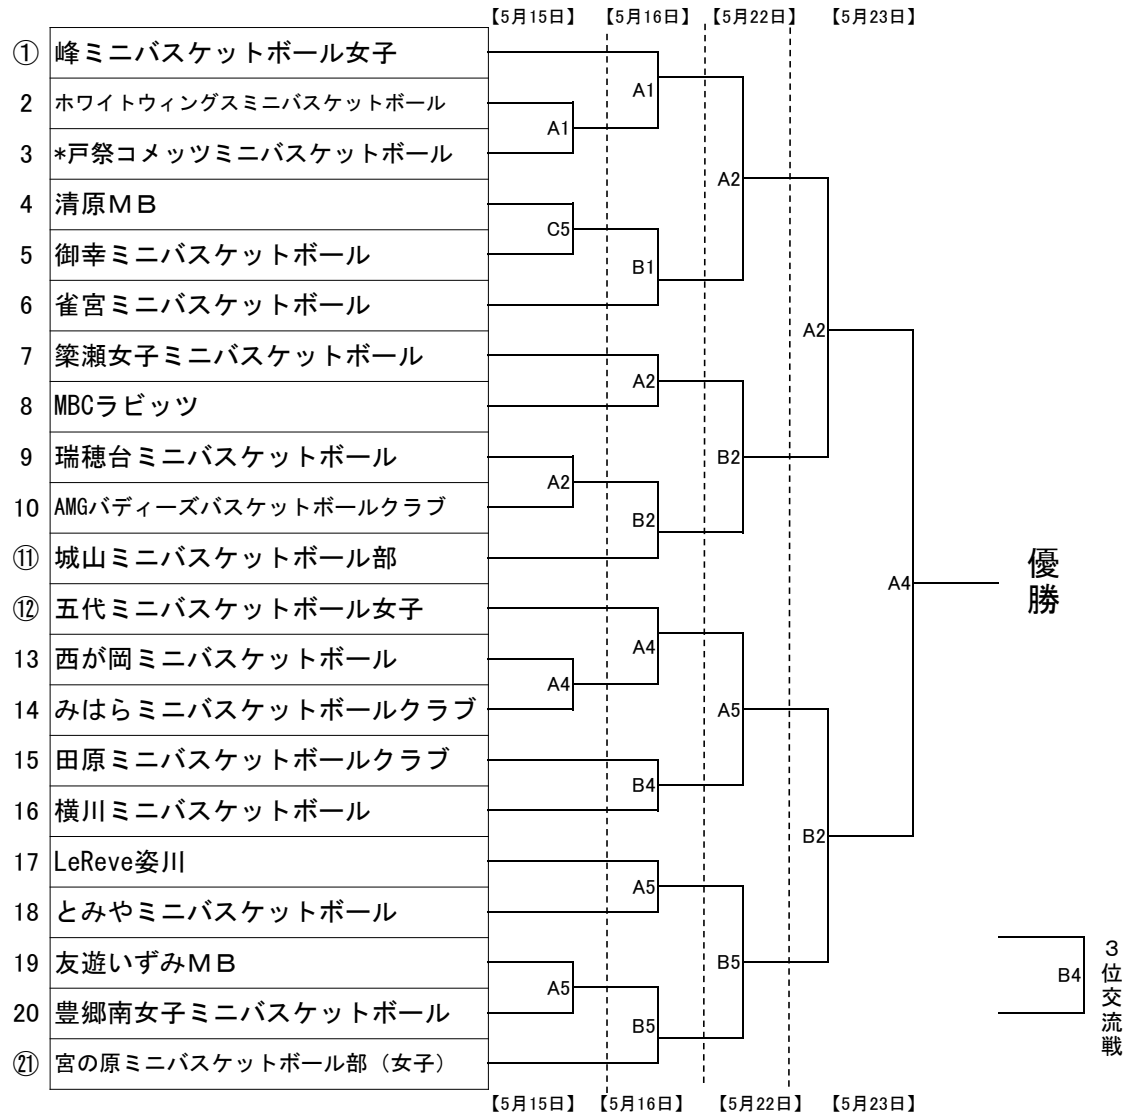 【5月15日】 【5月16日】 【5月22日】 【5月23日】
① 峰ミニバスケットボール女子
2 ホワイトウィングスミニバスケットボール
3 *戸祭コメッツミニバスケットボール
4 清原ＭＢ
5 御幸ミニバスケットボール
6 雀宮ミニバスケットボール
7 簗瀬女子ミニバスケットボール
8 MBCラビッツ
9 瑞穂台ミニバスケットボール
10 AMGバディーズバスケットボールクラブ
⑪ 城山ミニバスケットボール部
⑫ 五代ミニバスケットボール女子
13 西が岡ミニバスケットボール
14 みはらミニバスケットボールクラブ
15 田原ミニバスケットボールクラブ
16 横川ミニバスケットボール
17 LeReve姿川
18 とみやミニバスケットボール
19 友遊いずみＭＢ
20 豊郷南女子ミニバスケットボール
㉑ 宮の原ミニバスケットボール部（女子）
A1
C5
A2
A4
A5
A1
B1
A2
B2
A4
B4
A5
B5
A2
B2
A5
B5
A2
B2
A4
優勝
B4
３位交流戦
【5月15日】 【5月16日】 【5月22日】 【5月23日】